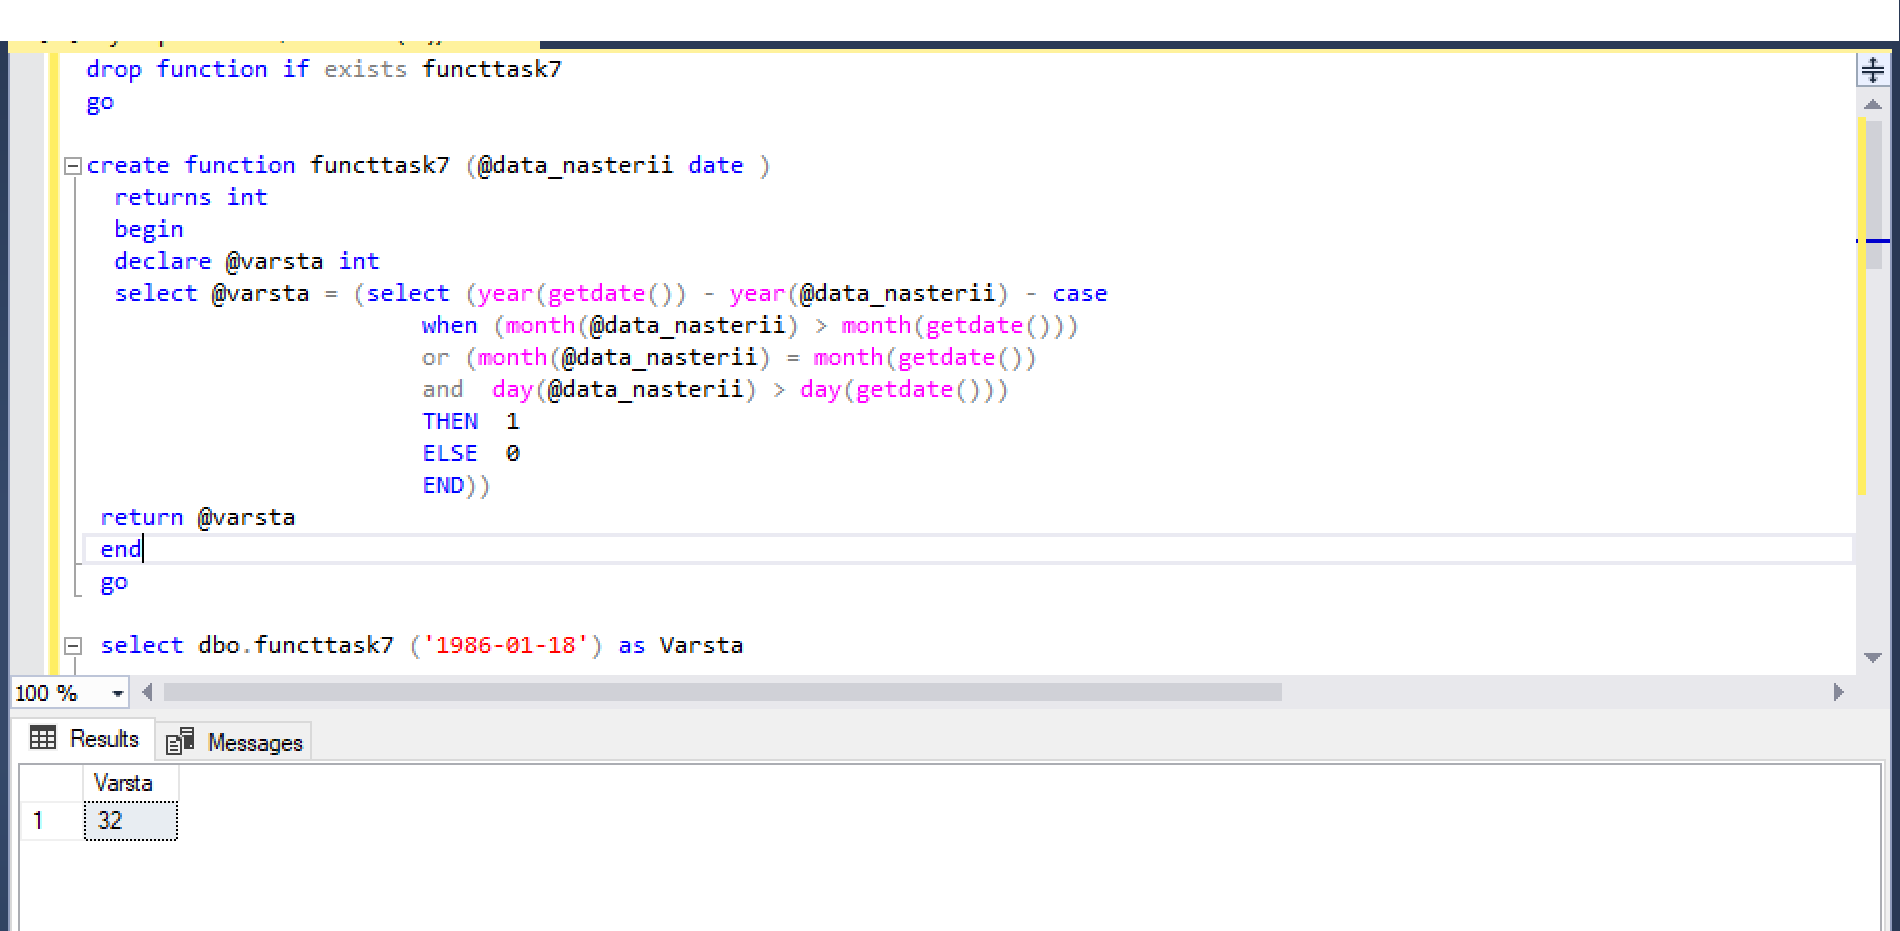 drop function if exists functtask7
go
create function functtask7 (@data_nasterii date )
returns int
begin
declare @varsta int
select @varsta = (select (year(getdate()) - year(@data_nasterii) - case
when (month(@data_nasterii) > month(getdate()))
or (month(@data_nasterii) = month(getdate())
and  day(@data_nasterii) > day(getdate()))
THEN  1
ELSE  0
END))
return @varsta
end
go
select dbo.functtask7 ('1986-01-18') as Varsta
100 %
Results Messages
Varsta
1 32